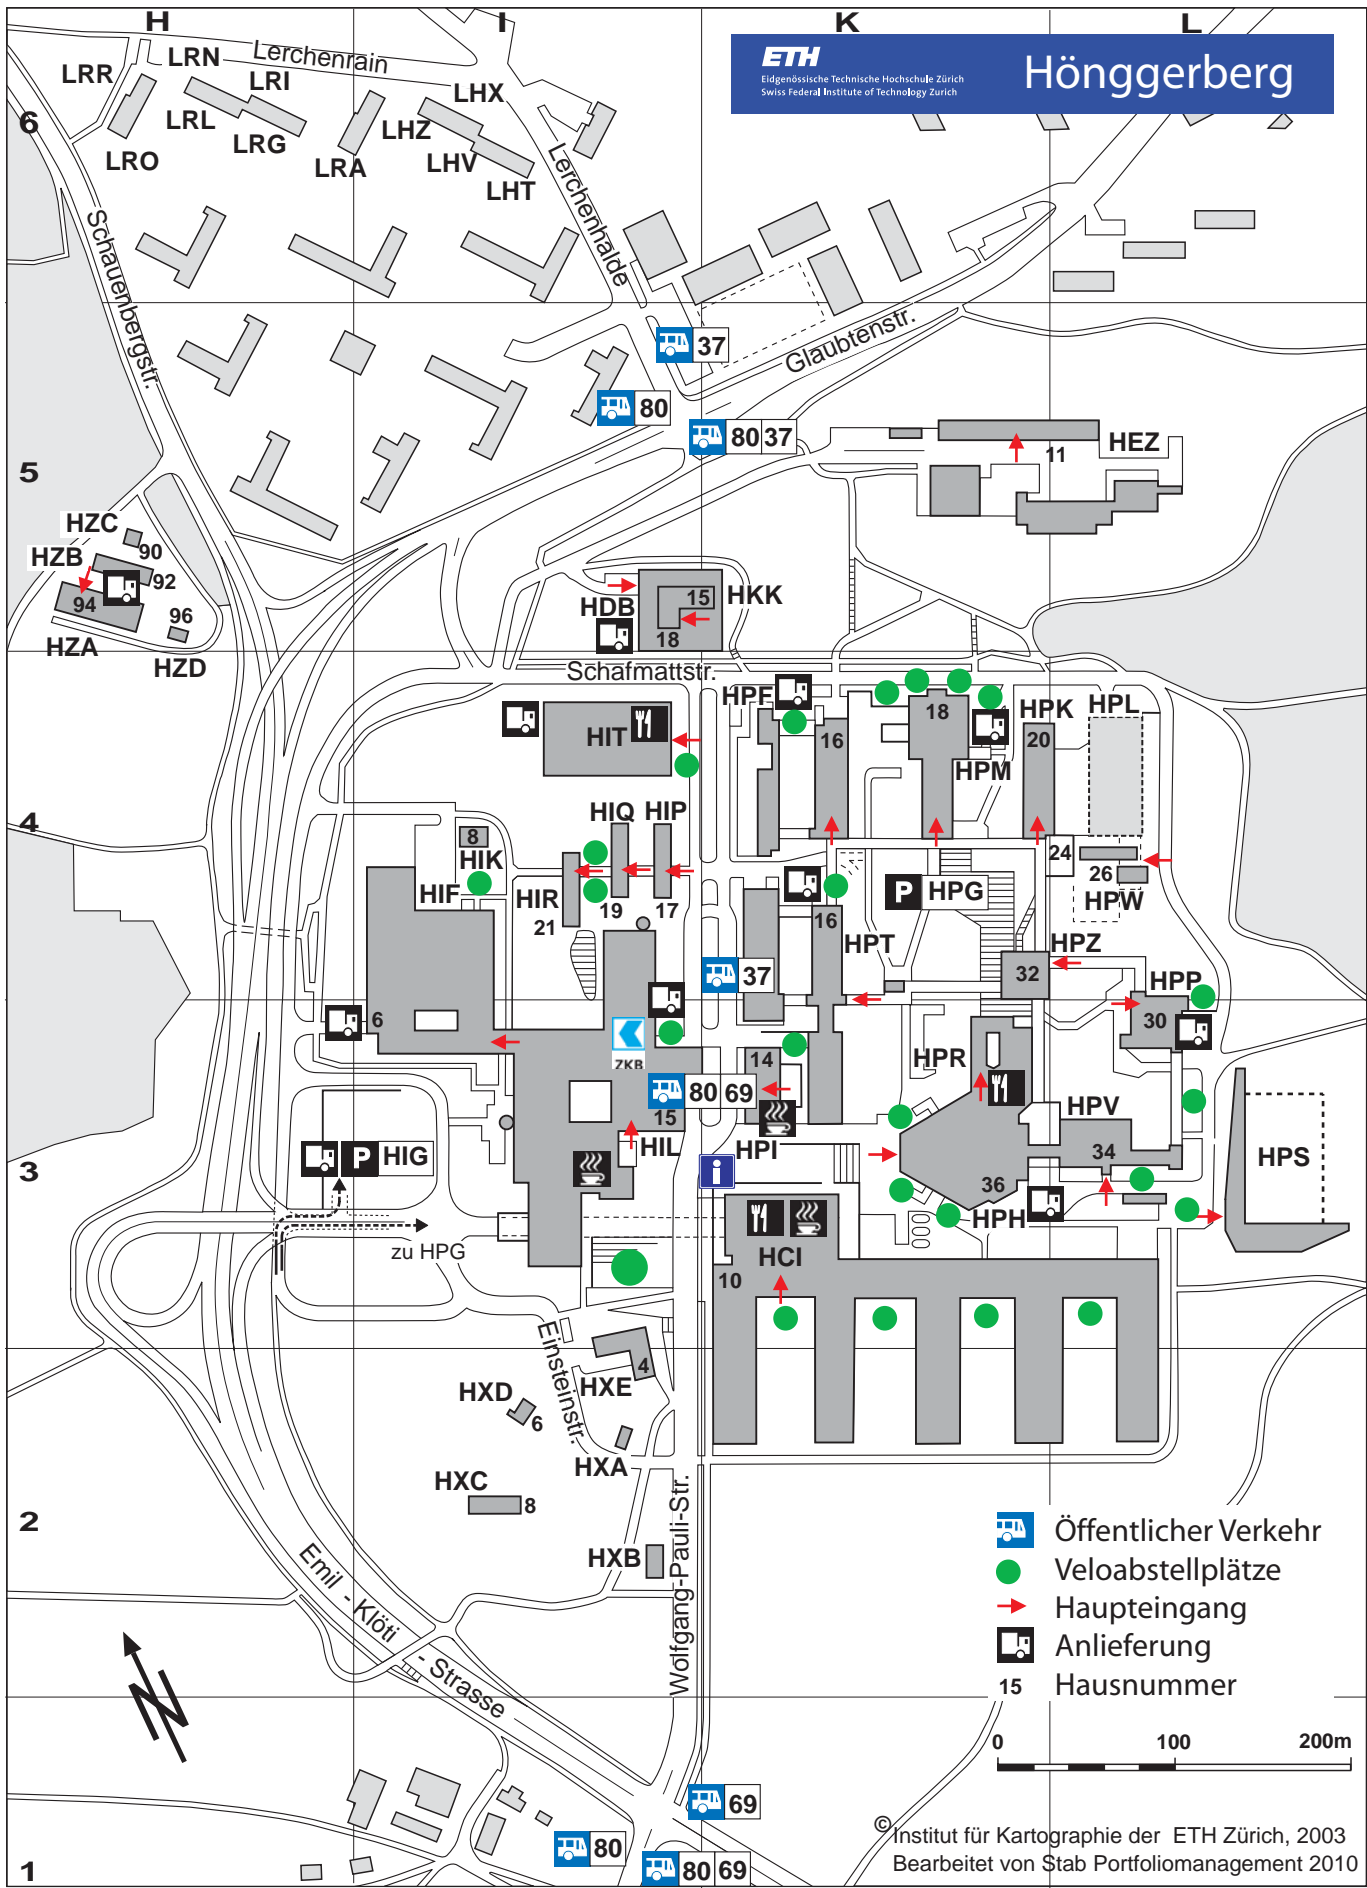 H
I
K
L
ETH
Eidgenössische Technische Hochschule Zürich
Swiss Federal Institute of Technology Zurich
Hönggerberg
LRR
LRN
Lerchenrain
LRI
LHX
6
LRL
LRG
LHZ
LRO
LRA
LHV
LHT
Lerchenhalde
Schauenbergstr.
37
Glaubtenstr.
80
80 37
HEZ
11
5
HZC
90
HZB
92
94
96
HZA
HZD
HDB
15
HKK
18
Schafmattstr.
HPF
18
HPK
HPL
HIT
16
20
HPM
HIQ
HIP
4
8
HIK
24
26
HIF
HIR
P HPG
HPW
19
17
16
21
HPT
HPZ
37
32
HPP
6
30
ZKB
14
HPR
80 69
15
HPV
P HIG
HIL
i
HPI
34
3
HPS
36
HPH
zu HPG
HCI
10
Einsteinstr.
4
HXD
HXE
6
HXA
HXC
8
Wolfgang-Pauli-Str.
2
Öffentlicher Verkehr
HXB
Veloabstellplätze
Emil - Klöti - Strasse
Haupteingang
Anlieferung
15 Hausnummer
N
0 100 200m
69
80
80 69
1
© Institut für Kartographie der ETH Zürich, 2003
Bearbeitet von Stab Portfoliomanagement 2010